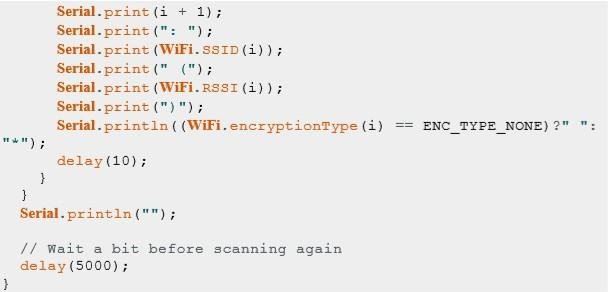 Serial.print(i + 1);
Serial.print(": ");
Serial.print(WiFi.SSID(i));
Serial.print(" (");
Serial.print(WiFi.RSSI(i));
Serial.print(")");
Serial.println((WiFi.encryptionType(i) == ENC_TYPE_NONE)?" ":
"*");
delay(10);
}
}
Serial.println("");
// Wait a bit before scanning again
delay(5000);
}